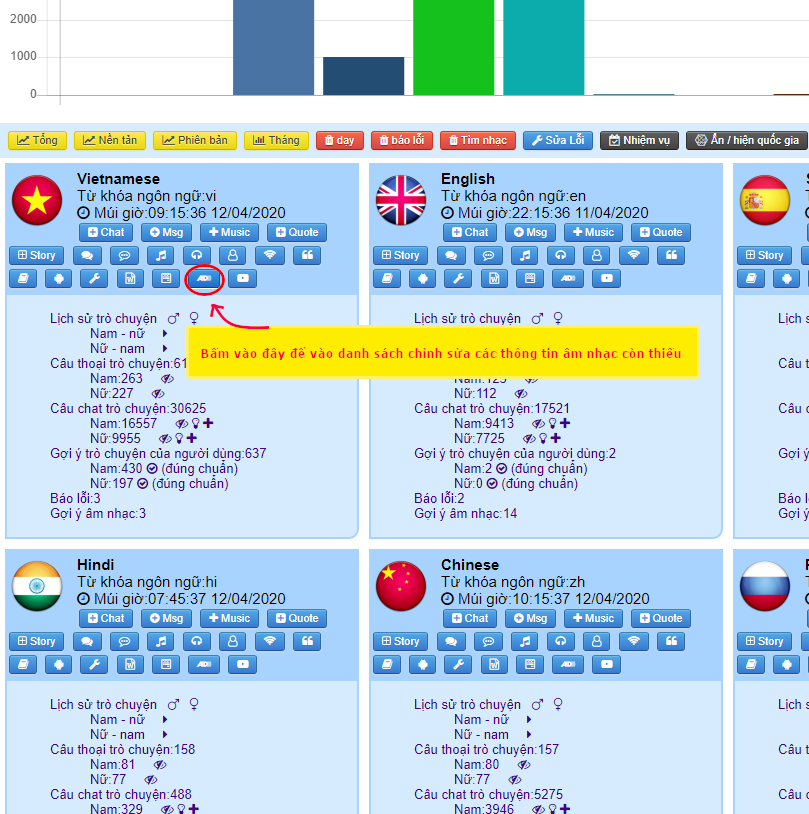 2000
1000
0
Tổng Nền tản Phiên bản Tháng day báo lỗi Tìm nhạc Sửa Lỗi Nhiệm vụ Ẩn / hiện quốc gia
Vietnamese
Từ khóa ngôn ngữ:vi
Múi giờ:09:15:36 12/04/2020
Chat Msg Music Quote
Story
Lịch sử trò chuyện
Nam - nữ
Nữ - nam
Câu thoại trò chuyện:61
Nam:263
Nữ:227
Câu chat trò chuyện:30625
Nam:16557
Nữ:9955
Gợi ý trò chuyện của người dùng:637
Nam:430 (đúng chuẩn)
Nữ:197 (đúng chuẩn)
Báo lỗi:3
Gợi ý âm nhạc:3
English
Từ khóa ngôn ngữ:en
Múi giờ:22:15:36 11/04/2020
Chat Msg Music Quote
Story
Lịch sử trò chuyện
Bấm vào đây để vào danh sách chỉnh sửa các thông tin âm nhạc còn thiếu
Nữ:112
Câu chat trò chuyện:17521
Nam:9413
Nữ:7725
Gợi ý trò chuyện của người dùng:2
Nam:2 (đúng chuẩn)
Nữ:0 (đúng chuẩn)
Báo lỗi:2
Gợi ý âm nhạc:14
Story
Hindi
Từ khóa ngôn ngữ:hi
Múi giờ:07:45:37 12/04/2020
Chat Msg Music Quote
Story
Lịch sử trò chuyện
Nam - nữ
Nữ - nam
Câu thoại trò chuyện:158
Nam:81
Nữ:77
Câu chat trò chuyện:488
Nam:329
Chinese
Từ khóa ngôn ngữ:zh
Múi giờ:10:15:37 12/04/2020
Chat Msg Music Quote
Story
Lịch sử trò chuyện
Nam - nữ
Nữ - nam
Câu thoại trò chuyện:157
Nam:80
Nữ:77
Câu chat trò chuyện:5275
Nam:3946
Story